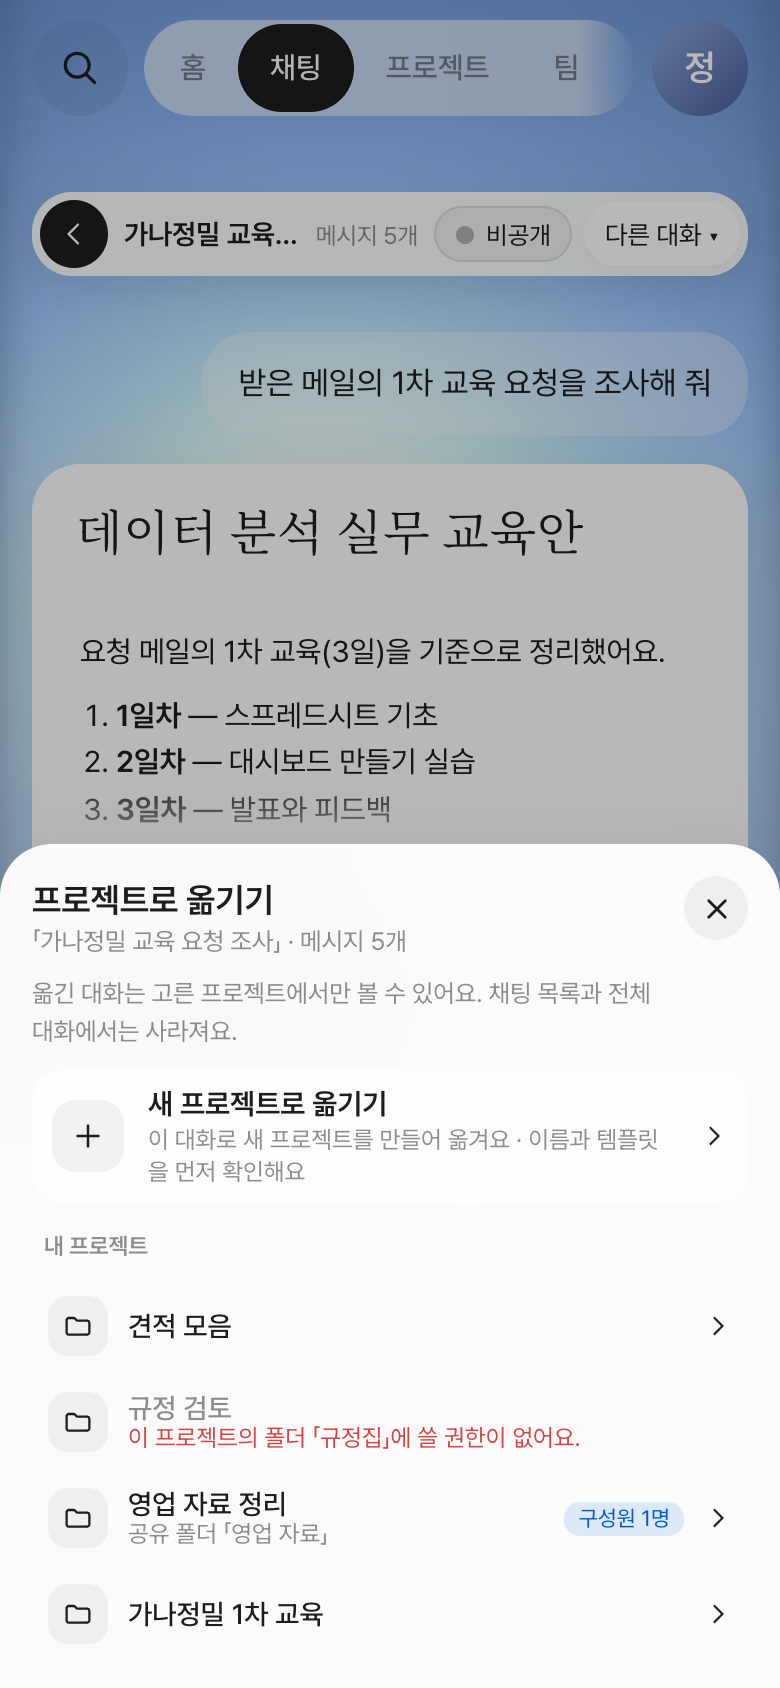 홈
채팅
프로젝트
팀
정
가나정밀 교육...
메시지 5개
비공개
다른 대화 ▾
받은 메일의 1차 교육 요청을 조사해 줘
데이터 분석 실무 교육안
요청 메일의 1차 교육(3일)을 기준으로 정리했어요.
1. 1일차 — 스프레드시트 기초
2. 2일차 — 대시보드 만들기 실습
3. 3일차 — 발표와 피드백
프로젝트로 옮기기
「가나정밀 교육 요청 조사」 · 메시지 5개
옮긴 대화는 고른 프로젝트에서만 볼 수 있어요. 채팅 목록과 전체
대화에서는 사라져요.
새 프로젝트로 옮기기
이 대화로 새 프로젝트를 만들어 옮겨요 · 이름과 템플릿
을 먼저 확인해요
내 프로젝트
견적 모음
규정 검토
이 프로젝트의 폴더 「규정집」에 쓸 권한이 없어요.
영업 자료 정리
공유 폴더 「영업 자료」
구성원 1명
가나정밀 1차 교육